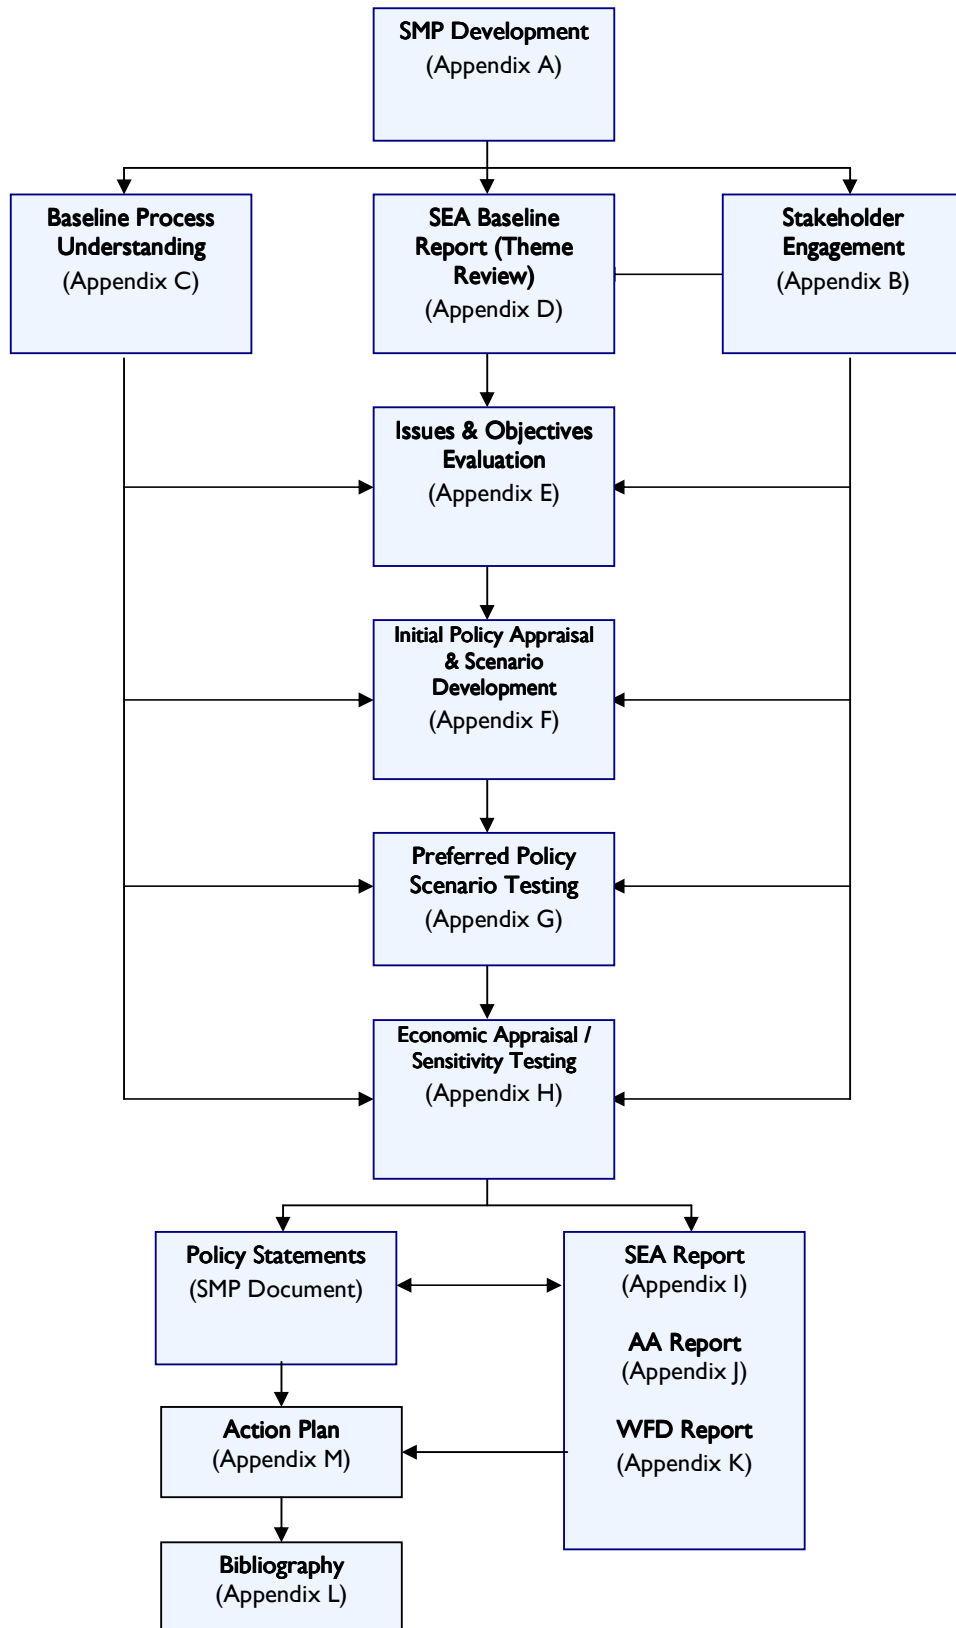 SMP Development
(Appendix A)
Baseline Process
Understanding
(Appendix C)
SEA Baseline
Report (Theme
Review)
(Appendix D)
Stakeholder
Engagement
(Appendix B)
Issues & Objectives
Evaluation
(Appendix E)
Initial Policy Appraisal
& Scenario
Development
(Appendix F)
Preferred Policy
Scenario Testing
(Appendix G)
Economic Appraisal /
Sensitivity Testing
(Appendix H)
Policy Statements
(SMP Document)
SEA Report
(Appendix I)
AA Report
(Appendix J)
WFD Report
(Appendix K)
Action Plan
(Appendix M)
Bibliography
(Appendix L)